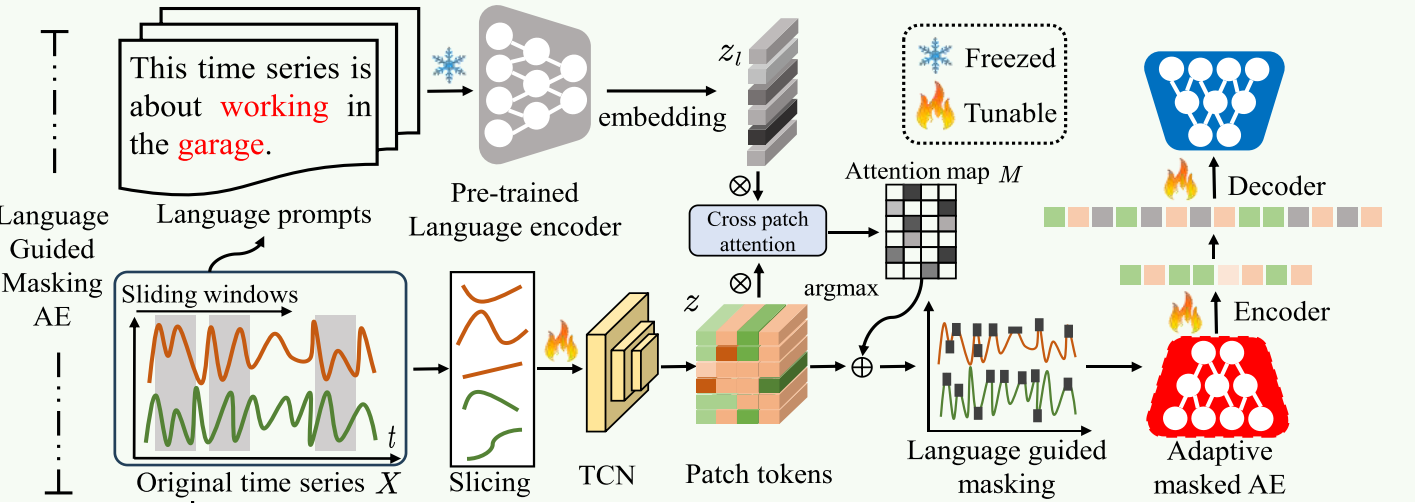 This time series is
about working in
the garage.
Language prompts
Language
Guided
Masking
AE
Sliding windows
t
Original time series X
Slicing
Pre-trained
Language encoder
embedding
z_l
Freezed
Tunable
Cross patch
attention
Attention map M
argmax
TCN
z
Patch tokens
Language guided
masking
Decoder
Encoder
Adaptive
masked AE